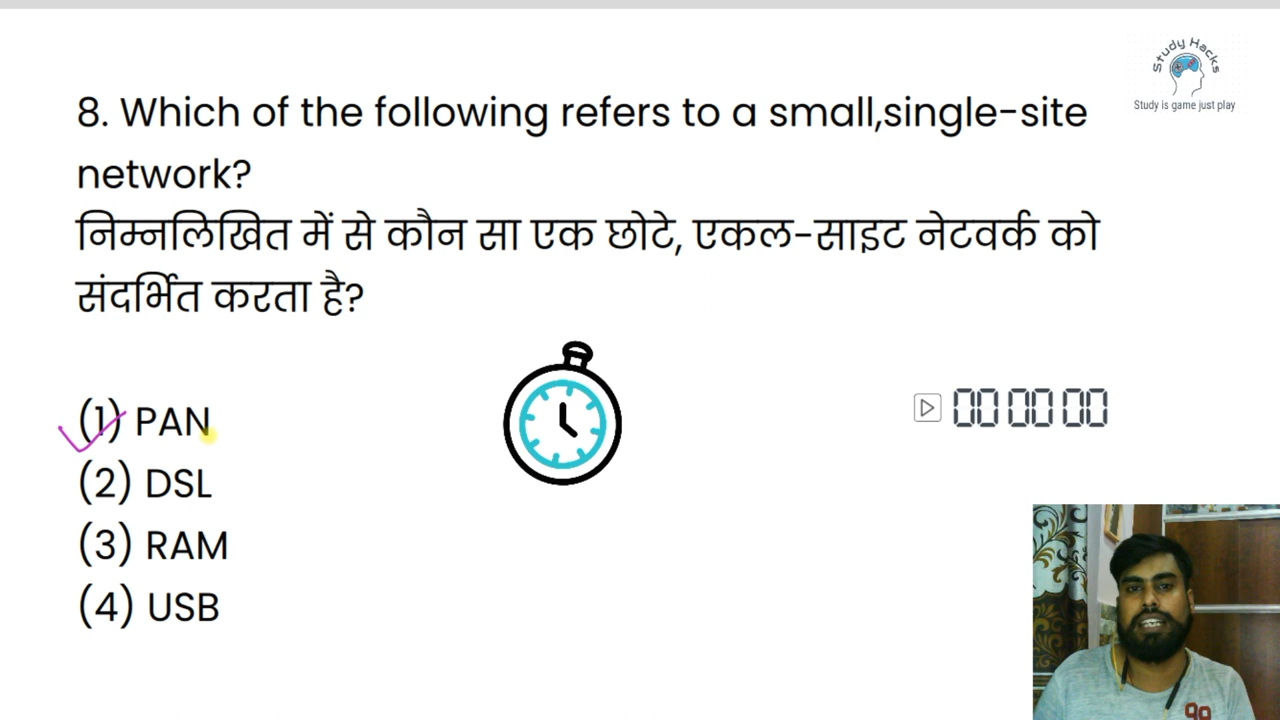 Study Hacks
Study is game just play
8. Which of the following refers to a small,single-site
network?
निम्नलिखित में से कौन सा एक छोटे, एकल-साइट नेटवर्क को
संदर्भित करता है?
00 00 00
(1) PAN
(2) DSL
(3) RAM
(4) USB
99